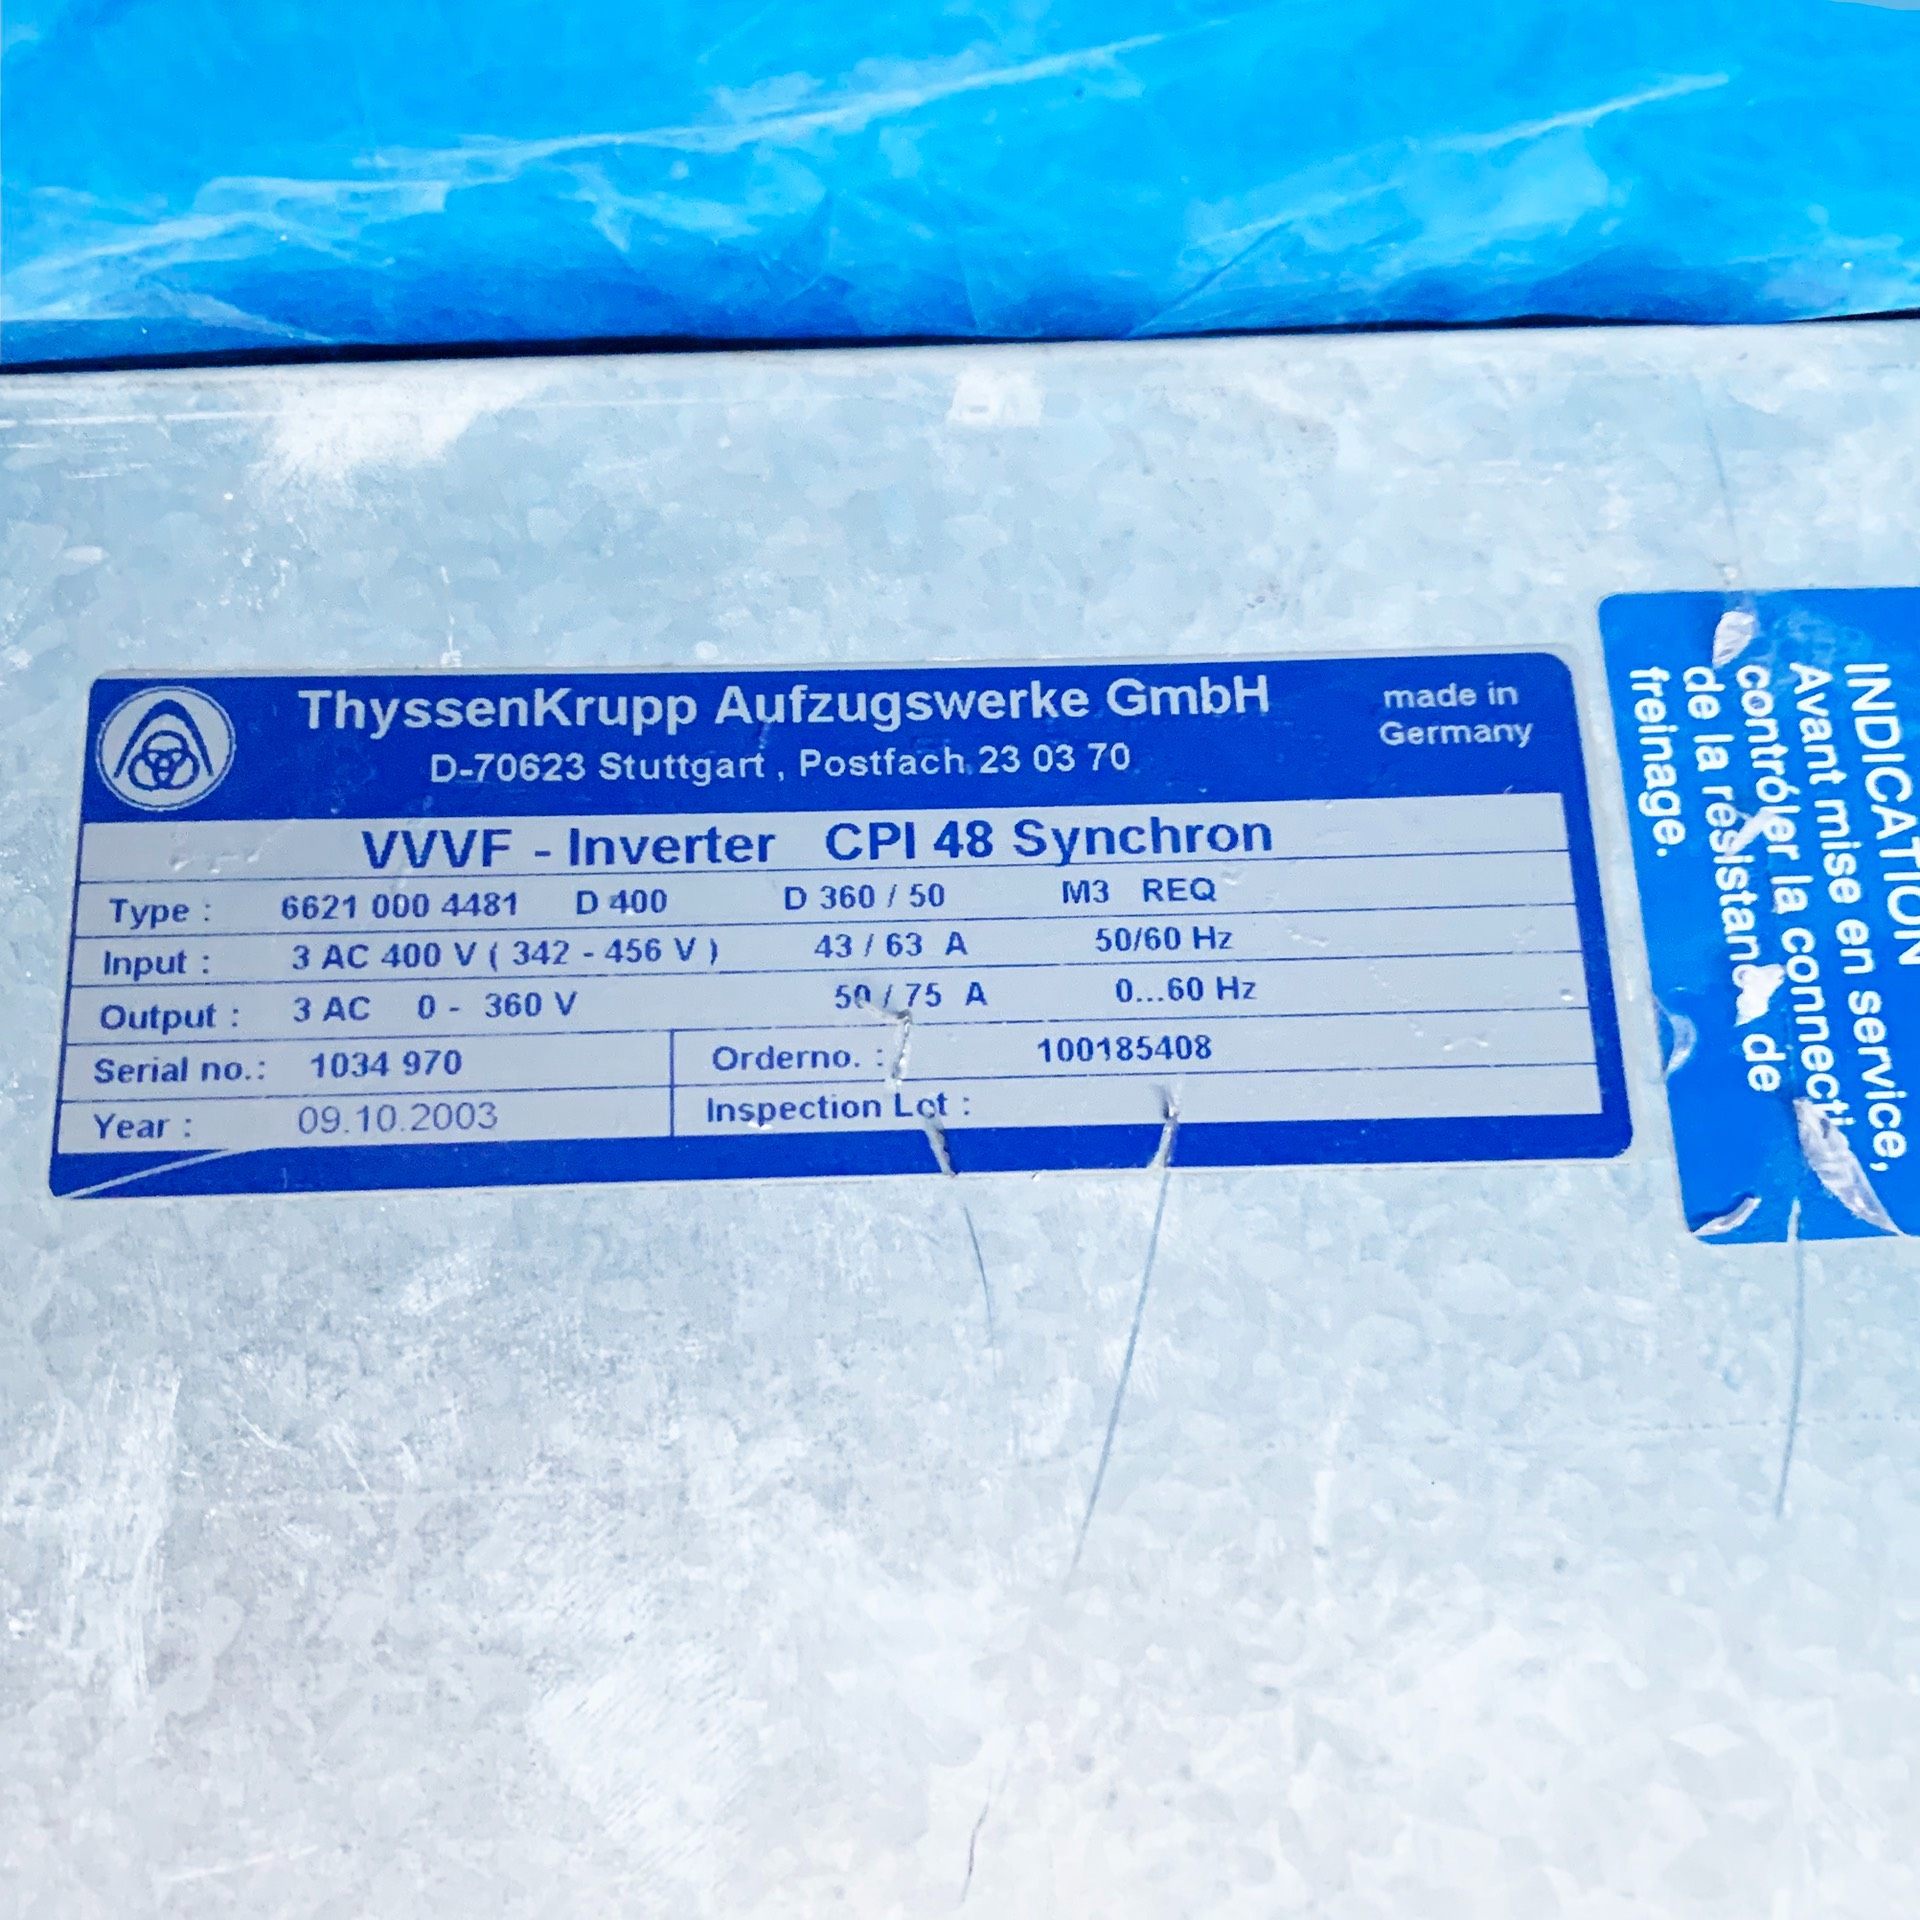 ThyssenKrupp Aufzugswerke GmbH
made in
Germany
D-70623 Stuttgart , Postfach 23 03 70
VVVF - Inverter CPI 48 Synchron
Type : 6621 000 4481 D 400 D 360 / 50 M3 REQ
Input : 3 AC 400 V ( 342 - 456 V ) 43 / 63 A 50/60 Hz
Output : 3 AC 0 - 360 V 50 / 75 A 0...60 Hz
Serial no.: 1034 970 Orderno. : 100185408
Year : 09.10.2003 Inspection Lot :
INDICATION
Avant mise en service,
contrôler la connecti
de la résistance de
freinage.